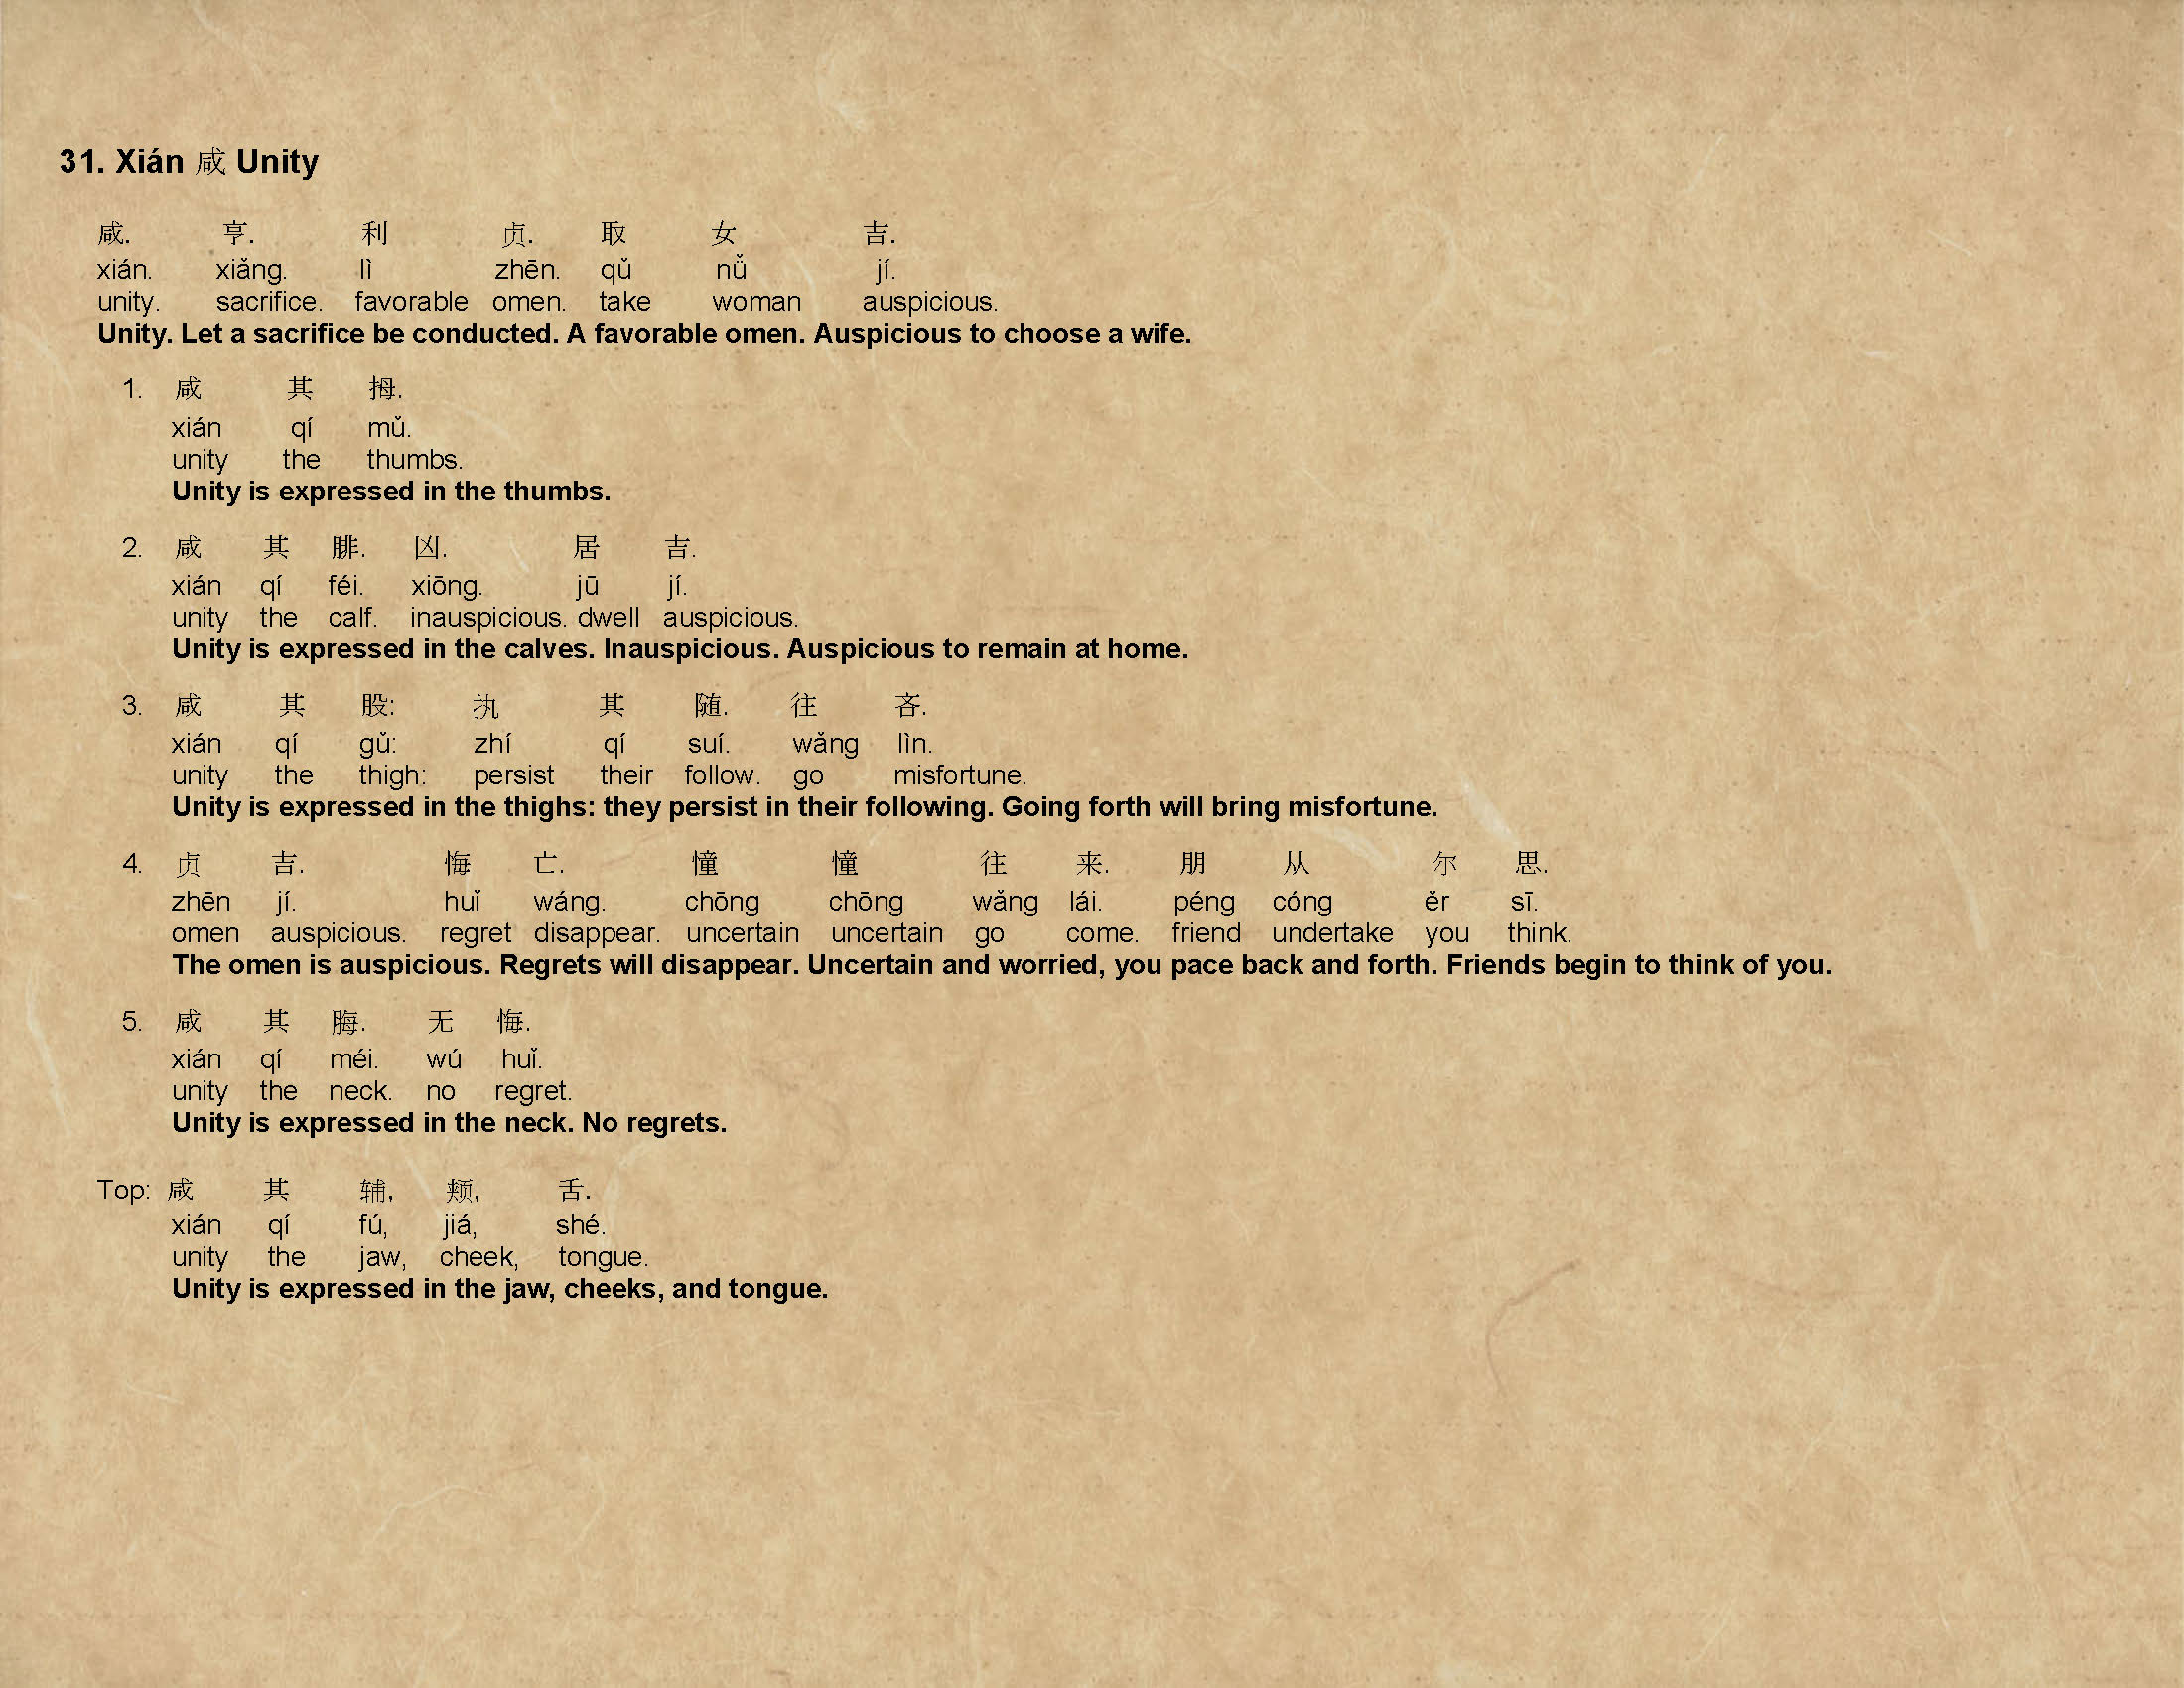 31. Xián 咸 Unity
咸. 亨. 利 贞. 取 女 吉.
xián. xiǎng. lì zhēn. qǔ nǚ jí.
unity. sacrifice. favorable omen. take woman auspicious.
Unity. Let a sacrifice be conducted. A favorable omen. Auspicious to choose a wife.
1. 咸 其 拇.
xián qí mǔ.
unity the thumbs.
Unity is expressed in the thumbs.
2. 咸 其 腓. 凶. 居 吉.
xián qí féi. xiōng. jū jí.
unity the calf. inauspicious. dwell auspicious.
Unity is expressed in the calves. Inauspicious. Auspicious to remain at home.
3. 咸 其 股: 执 其 随. 往 吝.
xián qí gǔ: zhí qí suí. wǎng lìn.
unity the thigh: persist their follow. go misfortune.
Unity is expressed in the thighs: they persist in their following. Going forth will bring misfortune.
4. 贞 吉. 悔 亡. 憧 憧 往 来. 朋 从 尔 思.
zhēn jí. huǐ wáng. chōng chōng wǎng lái. péng cóng ěr sī.
omen auspicious. regret disappear. uncertain uncertain go come. friend undertake you think.
The omen is auspicious. Regrets will disappear. Uncertain and worried, you pace back and forth. Friends begin to think of you.
5. 咸 其 脢. 无 悔.
xián qí méi. wú huǐ.
unity the neck. no regret.
Unity is expressed in the neck. No regrets.
Top: 咸 其 辅, 颊, 舌.
xián qí fú, jiá, shé.
unity the jaw, cheek, tongue.
Unity is expressed in the jaw, cheeks, and tongue.